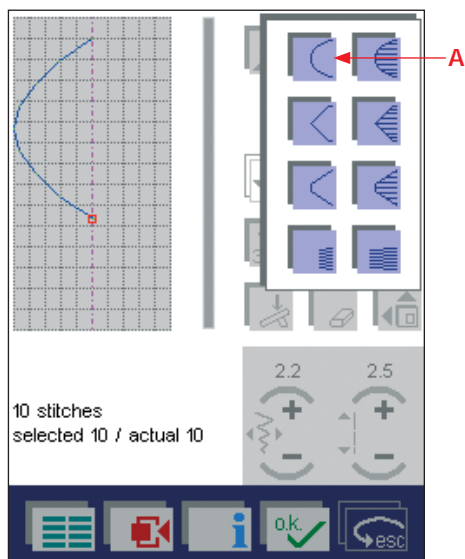 A
2.2 2.5
10 stitches
selected 10 / actual 10
i o.k. esc